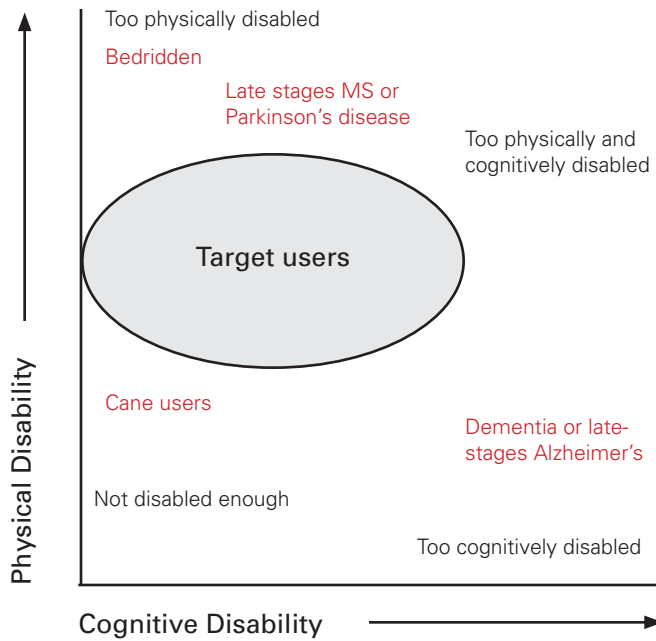 Too physically disabled
Bedridden
Late stages MS or
Parkinson’s disease
Too physically and
cognitively disabled
Target users
Cane users
Dementia or late-
stages Alzheimer’s
Not disabled enough
Too cognitively disabled
Physical Disability
Cognitive Disability